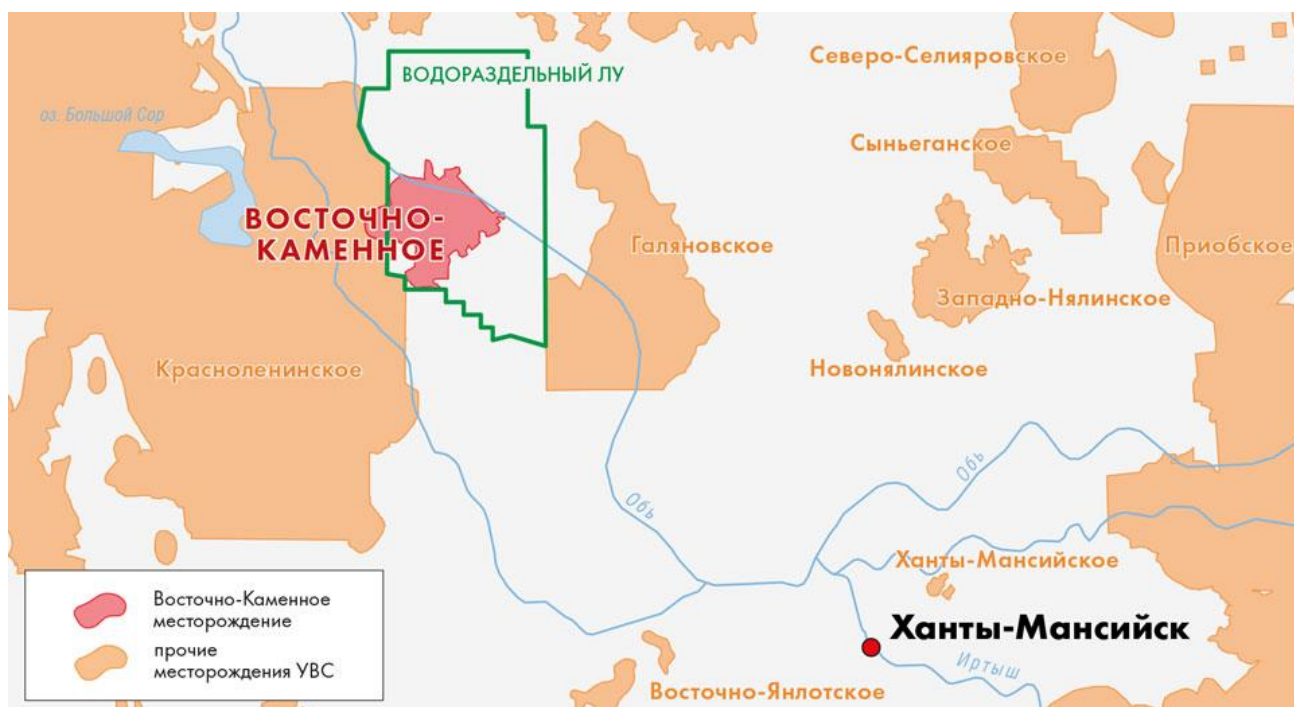 Северо-Селияровское
ВОДОРАЗДЕЛЬНЫЙ ЛУ
оз. Большой Сор
Сыньеганское
ВОСТОЧНО-
КАМЕННОЕ
Галяновское
Приобское
Западно-Нялинское
Красноленинское
Новонялинское
Обь
Обь
Ханты-Мансийское
Ханты-Мансийск
Иртыш
Восточно-Янлотское
Восточно-Каменное
месторождение
прочие
месторождения УВС